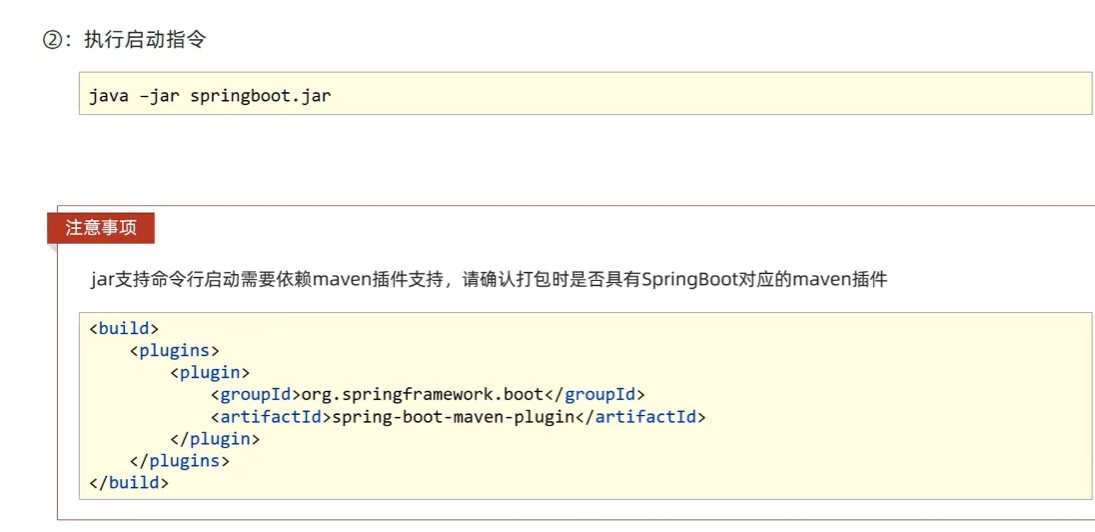 ②：执行启动指令
java –jar springboot.jar
注意事项
jar支持命令行启动需要依赖maven插件支持，请确认打包时是否具有SpringBoot对应的maven插件
<build>
    <plugins>
        <plugin>
            <groupId>org.springframework.boot</groupId>
            <artifactId>spring-boot-maven-plugin</artifactId>
        </plugin>
    </plugins>
</build>